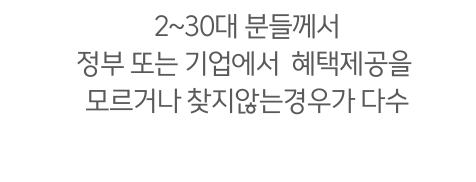 2~30대 분들께서
정부 또는 기업에서 혜택제공을
모르거나 찾지않는경우가 다수